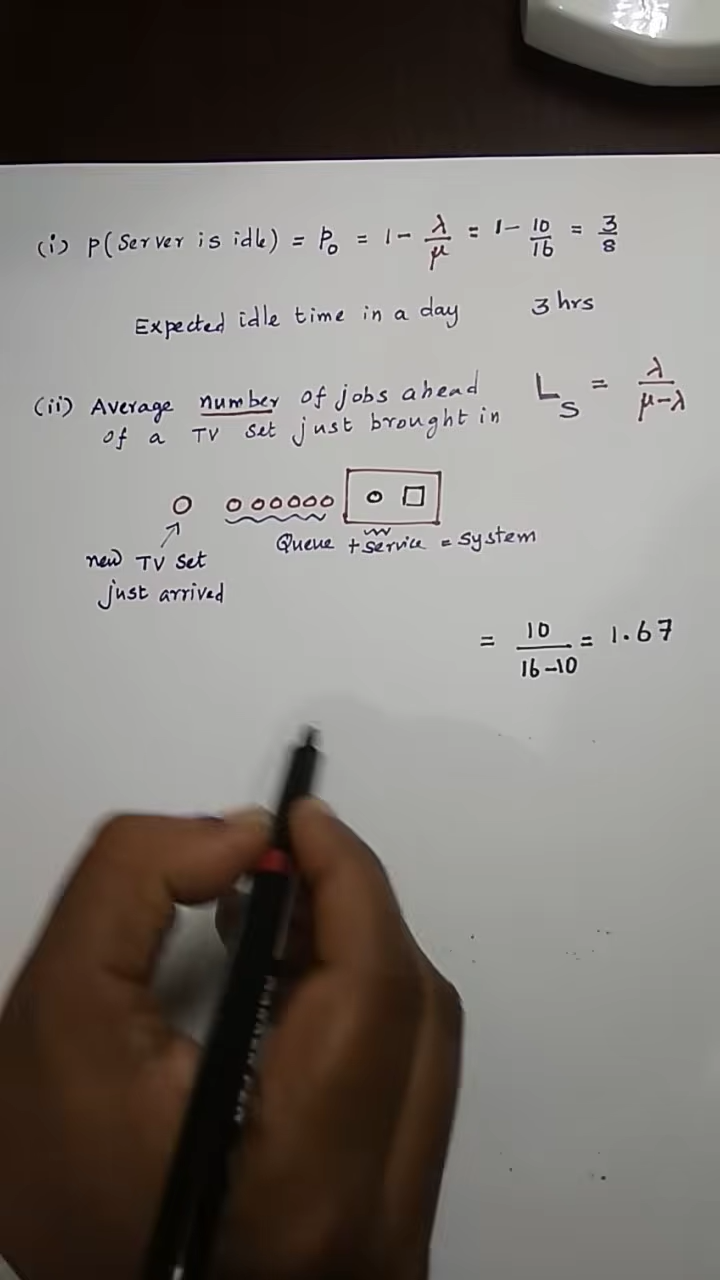 (i) P(Server is idle) = P₀ = 1 - λ/μ = 1 - 10/16 = 3/8
Expected idle time in a day 3 hrs
(ii) Average number of jobs ahead
of a TV set just brought in
L_S = λ/(μ-λ)
Queue + service = system
new TV set
just arrived
= 10/(16-10) = 1.67